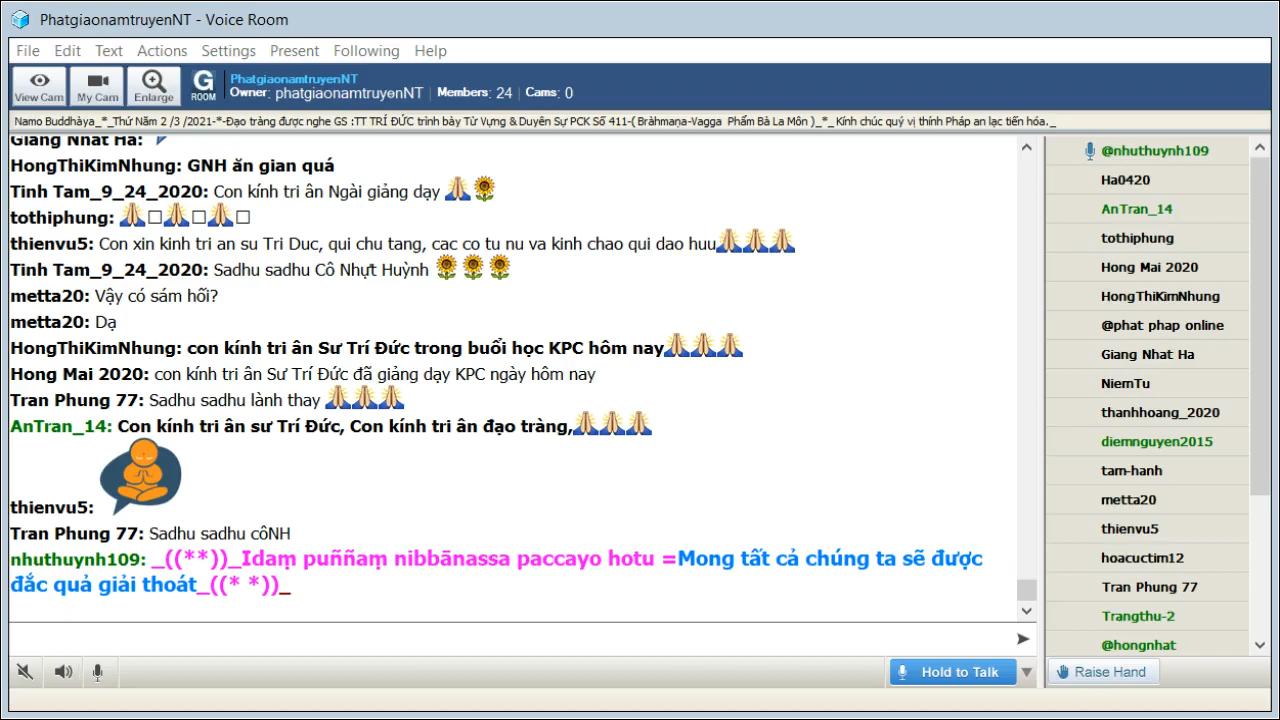 PhatgiaonamtruyenNT - Voice Room
File Edit Text Actions Settings Present Following Help
View Cam My Cam Enlarge G ROOM
PhatgiaonamtruyenNT
Owner: phatgiaonamtruyenNT | Members: 24 | Cams: 0
Namo Buddhàya_*_Thứ Năm 2 /3 /2021-*-Đạo tràng được nghe GS :TT TRÍ ĐỨC trình bày Từ Vựng & Duyên Sự PCK Số 411-( Bràhmaṇa-Vagga Phẩm Bà La Môn )_*_ Kính chúc quý vị thính Pháp an lạc tiến hóa._
Giang Nhat Ha:
HongThiKimNhung: GNH ăn gian quá
Tinh Tam_9_24_2020: Con kính tri ân Ngài giảng dạy 🙏🌻
tothiphung: 🙏□🙏□🙏□
thienvu5: Con xin kinh tri an su Tri Duc, qui chu tang, cac co tu nu va kinh chao qui dao huu🙏🙏🙏
Tinh Tam_9_24_2020: Sadhu sadhu Cô Nhựt Huỳnh 🌻🌻🌻
metta20: Vậy có sám hối?
metta20: Dạ
HongThiKimNhung: con kính tri ân Sư Trí Đức trong buổi học KPC hôm nay🙏🙏🙏
Hong Mai 2020: con kính tri ân Sư Trí Đức đã giảng dạy KPC ngày hôm nay
Tran Phung 77: Sadhu sadhu lành thay 🙏🙏🙏
AnTran_14: Con kính tri ân sư Trí Đức, Con kính tri ân đạo tràng,🙏🙏🙏
thienvu5:
Tran Phung 77: Sadhu sadhu côNH
nhuthuynh109: _((**))_Idaṃ puññaṃ nibbānassa paccayo hotu =Mong tất cả chúng ta sẽ được
đắc quả giải thoát_((* *))_
@nhuthuynh109
Ha0420
AnTran_14
tothiphung
Hong Mai 2020
HongThiKimNhung
@phat phap online
Giang Nhat Ha
NiemTu
thanhhoang_2020
diemnguyen2015
tam-hanh
metta20
thienvu5
hoacuctim12
Tran Phung 77
Trangthu-2
@hongnhat
Hold to Talk
Raise Hand